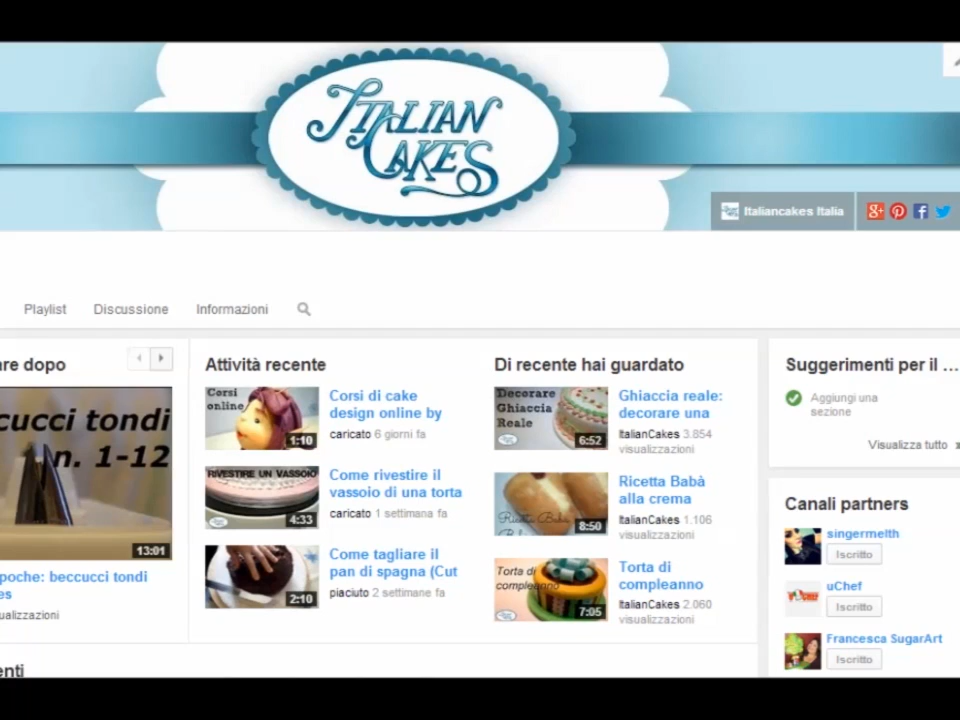 ITALIAN
CAKES
Italiancakes Italia
Playlist Discussione Informazioni
are dopo
ccucci tondi
n. 1-12
13:01
poche: beccucci tondi
es
ualizzazioni
Attività recente
Corsi
online
1:10
Corsi di cake
design online by
caricato 6 giorni fa
RIVESTIRE UN VASSOIO
4:33
Come rivestire il
vassoio di una torta
caricato 1 settimana fa
2:10
Come tagliare il
pan di spagna (Cut
piaciuto 2 settimane fa
Di recente hai guardato
Decorare
Ghiaccia
Reale
6:52
Ghiaccia reale:
decorare una
ItalianCakes 3.854
visualizzazioni
Ricetta Babà
8:50
Ricetta Babà
alla crema
ItalianCakes 1.106
visualizzazioni
Torta di
compleanno
7:05
Torta di
compleanno
ItalianCakes 2.060
visualizzazioni
Suggerimenti per il ...
Aggiungi una
sezione
Visualizza tutto
Canali partners
singermelth
Iscritto
uChef
Iscritto
Francesca SugarArt
Iscritto
enti